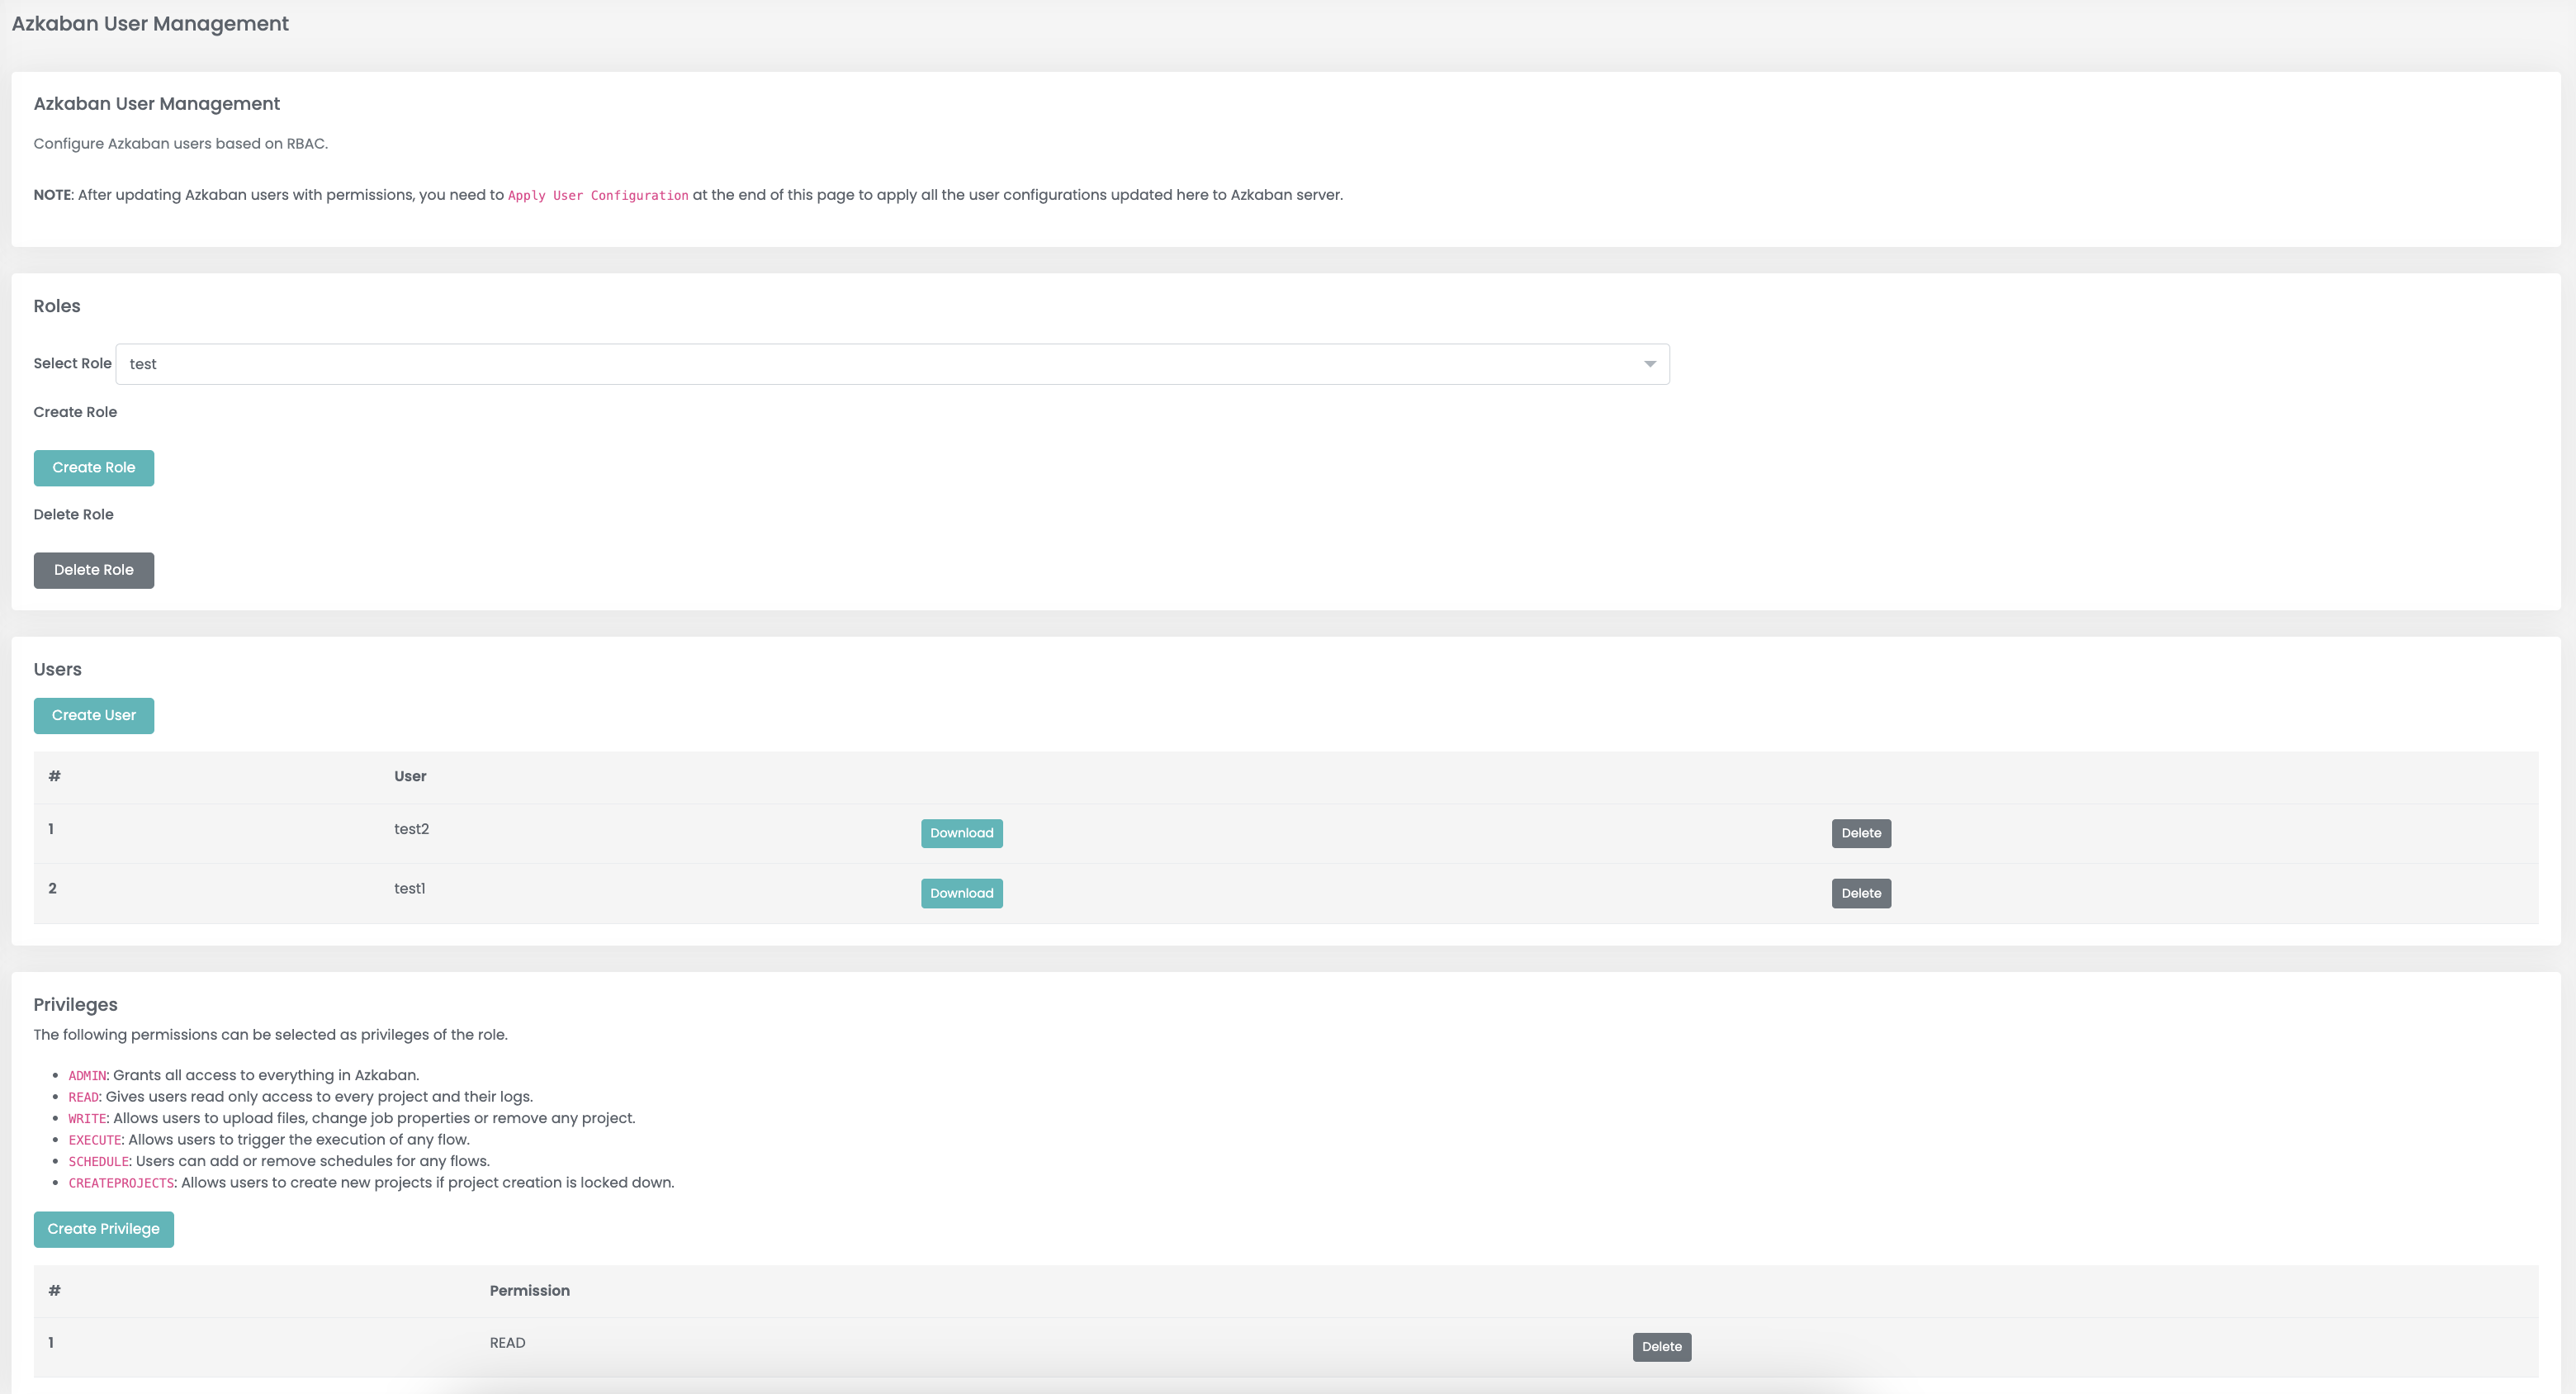 Azkaban User Management
Azkaban User Management
Configure Azkaban users based on RBAC.
NOTE: After updating Azkaban users with permissions, you need to Apply User Configuration at the end of this page to apply all the user configurations updated here to Azkaban server.
Roles
Select Role test
Create Role
Create Role
Delete Role
Delete Role
Users
Create User
# User
1 test2 Download Delete
2 test1 Download Delete
Privileges
The following permissions can be selected as privileges of the role.
• ADMIN: Grants all access to everything in Azkaban.
• READ: Gives users read only access to every project and their logs.
• WRITE: Allows users to upload files, change job properties or remove any project.
• EXECUTE: Allows users to trigger the execution of any flow.
• SCHEDULE: Users can add or remove schedules for any flows.
• CREATEPROJECTS: Allows users to create new projects if project creation is locked down.
Create Privilege
# Permission
1 READ Delete